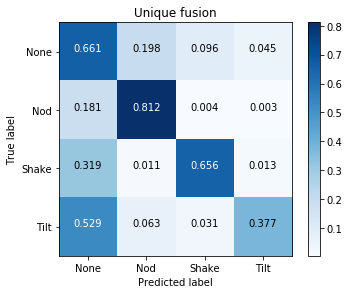 Unique fusion
None 0.661 0.198 0.096 0.045
Nod 0.181 0.812 0.004 0.003
Shake 0.319 0.011 0.656 0.013
Tilt 0.529 0.063 0.031 0.377
None Nod Shake Tilt
Predicted label
True label
0.8
0.7
0.6
0.5
0.4
0.3
0.2
0.1